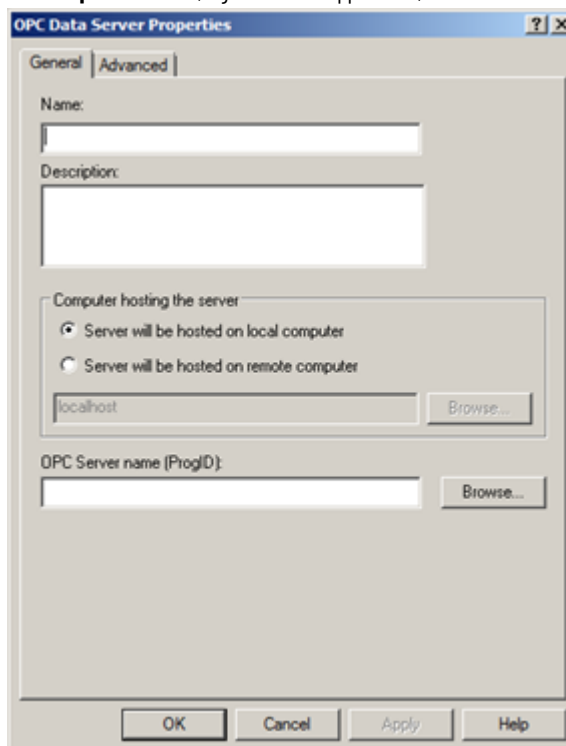 OPC Data Server Properties
General Advanced
Name:
Description:
Computer hosting the server
Server will be hosted on local computer
Server will be hosted on remote computer
localhost Browse...
OPC Server name (ProgID):
Browse...
OK Cancel Apply Help